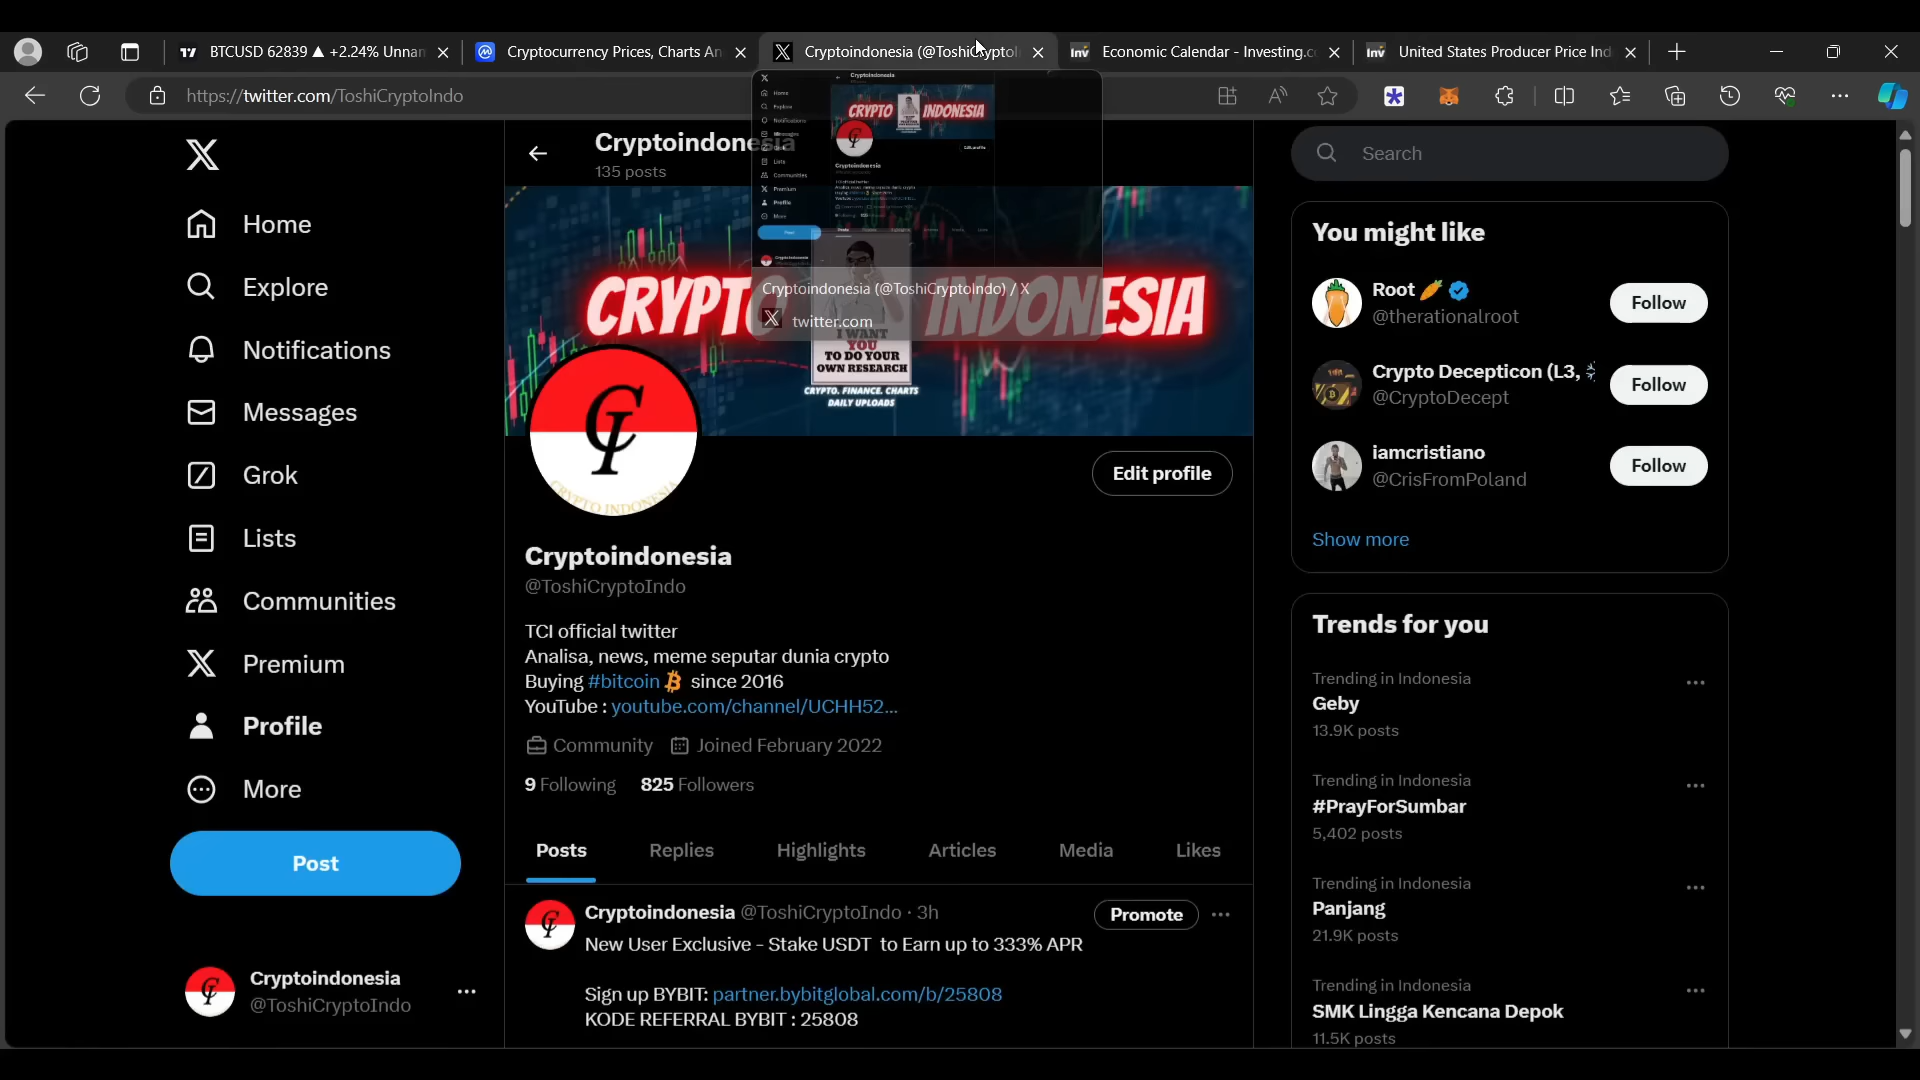 BTCUSD 62839 ▲ +2.24% Unnar
Cryptocurrency Prices, Charts An
Cryptoindonesia (@ToshiCryptoI
Economic Calendar - Investing.c
United States Producer Price Ind
https://twitter.com/ToshiCryptoIndo
Home
Explore
Notifications
Messages
Grok
Lists
Communities
Premium
Profile
More
Post
Cryptoindonesia
@ToshiCryptoIndo
Cryptoindonesia
135 posts
Cryptoindonesia (@ToshiCryptoIndo) / X
twitter.com
CRYPTO INDONESIA
I WANT
YOU
TO DO YOUR
OWN RESEARCH
CRYPTO. FINANCE. CHARTS
DAILY UPLOADS
CRYPTO INDONESIA
Edit profile
Cryptoindonesia
@ToshiCryptoIndo
TCI official twitter
Analisa, news, meme seputar dunia crypto
Buying #bitcoin since 2016
YouTube : youtube.com/channel/UCHH52...
Community Joined February 2022
9 Following 825 Followers
Posts Replies Highlights Articles Media Likes
Cryptoindonesia @ToshiCryptoIndo · 3h
Promote
New User Exclusive - Stake USDT to Earn up to 333% APR
Sign up BYBIT: partner.bybitglobal.com/b/25808
KODE REFERRAL BYBIT : 25808
Search
You might like
Root 🥕
@therationalroot
Follow
Crypto Decepticon (L3,
@CryptoDecept
Follow
iamcristiano
@CrisFromPoland
Follow
Show more
Trends for you
Trending in Indonesia
Geby
13.9K posts
Trending in Indonesia
#PrayForSumbar
5,402 posts
Trending in Indonesia
Panjang
21.9K posts
Trending in Indonesia
SMK Lingga Kencana Depok
11.5K posts